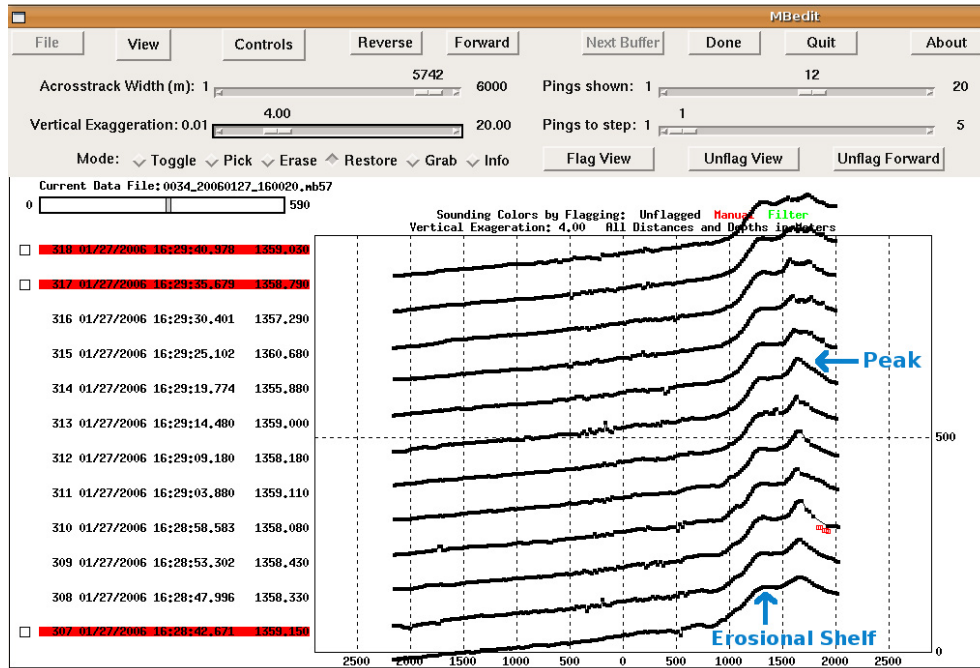 MBedit
File View Controls Reverse Forward Next Buffer Done Quit About
Acrosstrack Width (m): 1 5742 6000 Pings shown: 1 12 20
Vertical Exaggeration: 0.01 4.00 20.00 Pings to step: 1 1 5
Mode: Toggle Pick Erase Restore Grab Info Flag View Unflag View Unflag Forward
Current Data File: 0034_20060127_160020.mb57
0 590
Sounding Colors by Flagging: Unflagged Manual Filter
Vertical Exageration: 4.00 All Distances and Depths in Meters
318 01/27/2006 16:29:40.978 1359.030
317 01/27/2006 16:29:35.679 1358.790
316 01/27/2006 16:29:30.401 1357.290
315 01/27/2006 16:29:25.102 1360.680
Peak
314 01/27/2006 16:29:19.774 1355.880
313 01/27/2006 16:29:14.480 1359.000
500
312 01/27/2006 16:29:09.180 1358.180
311 01/27/2006 16:29:03.880 1359.110
310 01/27/2006 16:28:58.583 1358.080
309 01/27/2006 16:28:53.302 1358.430
308 01/27/2006 16:28:47.996 1358.330
307 01/27/2006 16:28:42.671 1359.150
Erosional Shelf
0
2500 2000 1500 1000 500 0 500 1000 1500 2000 2500